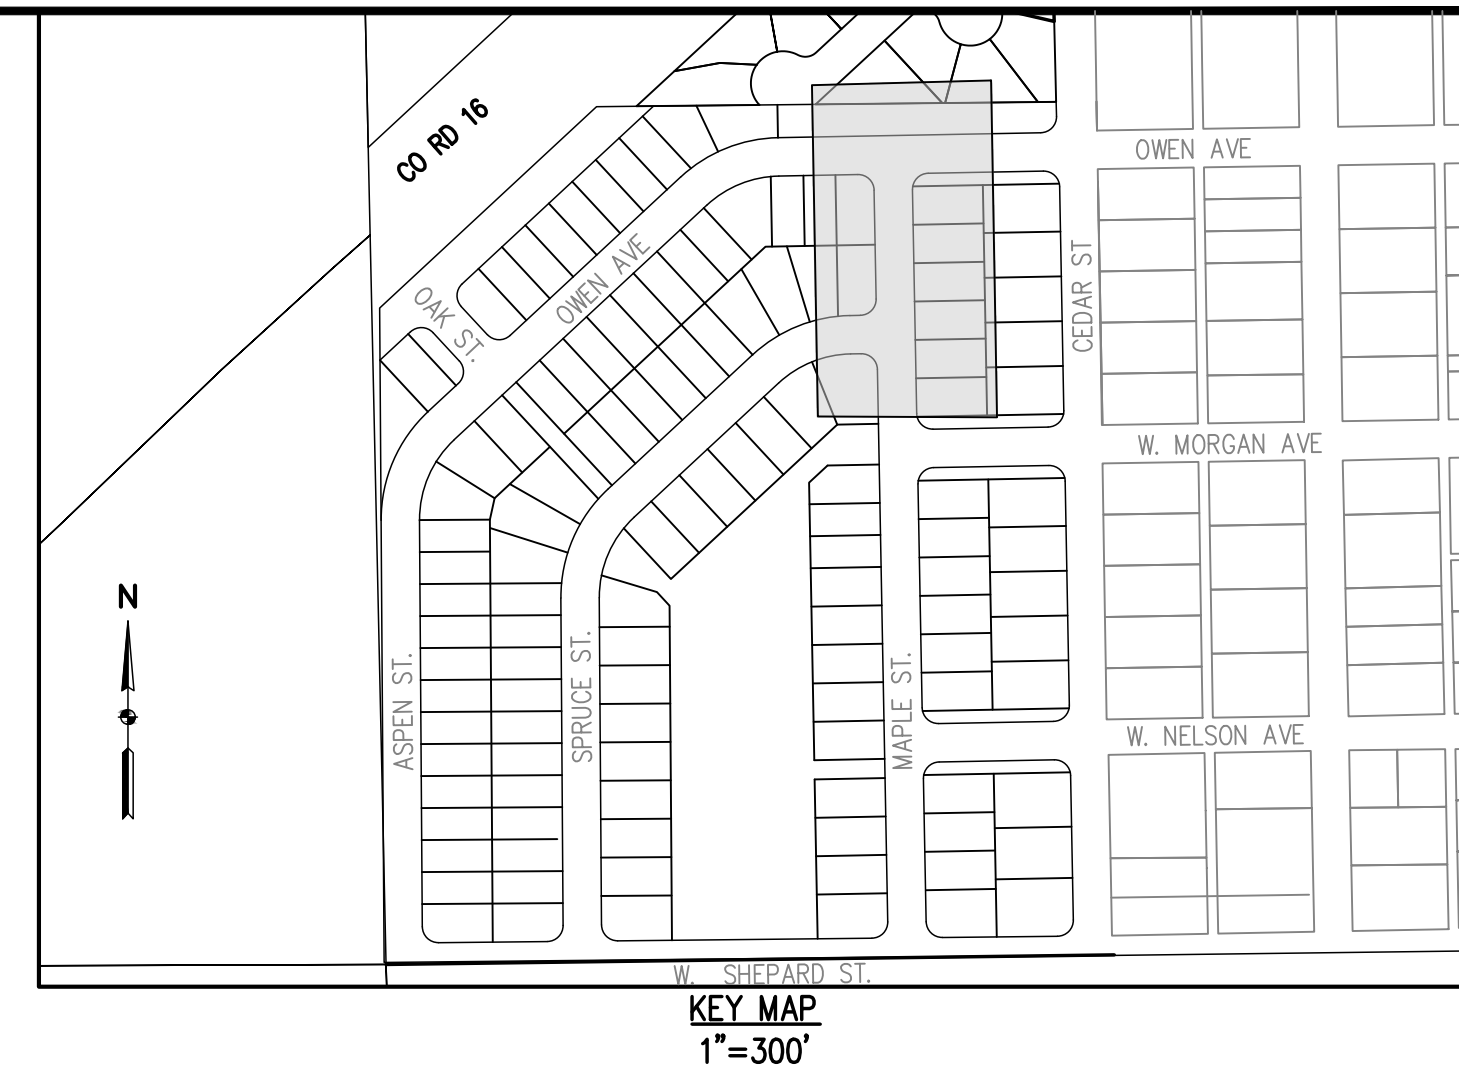 CO RD 16
OWEN AVE
OAK ST.
OWEN AVE
CEDAR ST
W. MORGAN AVE
N
ASPEN ST.
SPRUCE ST.
MAPLE ST.
W. NELSON AVE
W. SHEPARD ST.
KEY MAP
1"=300'